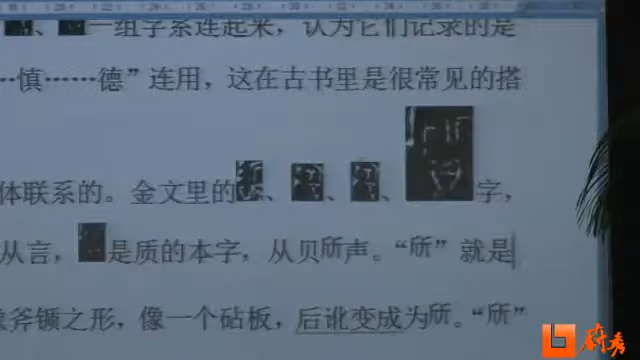 、一组字系连起来，认为它们记录的是
…慎……德”连用，这在古书里是很常见的搭
体联系的。金文里的、、、字，
从言，是质的本字，从贝所声。“所”就是
斧锧之形，像一个砧板，后讹变成为所。“所”